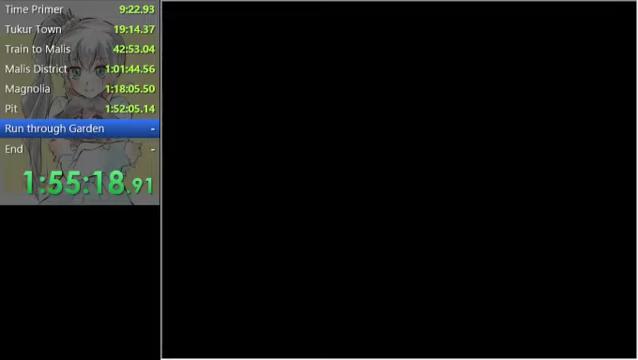 Time Primer 9:22.93
Tukur Town 19:14.37
Train to Malis 42:53.04
Malis District 1:01:44.56
Magnolia 1:18:05.50
Pit 1:52:05.14
Run through Garden -
End -
1:55:18.91